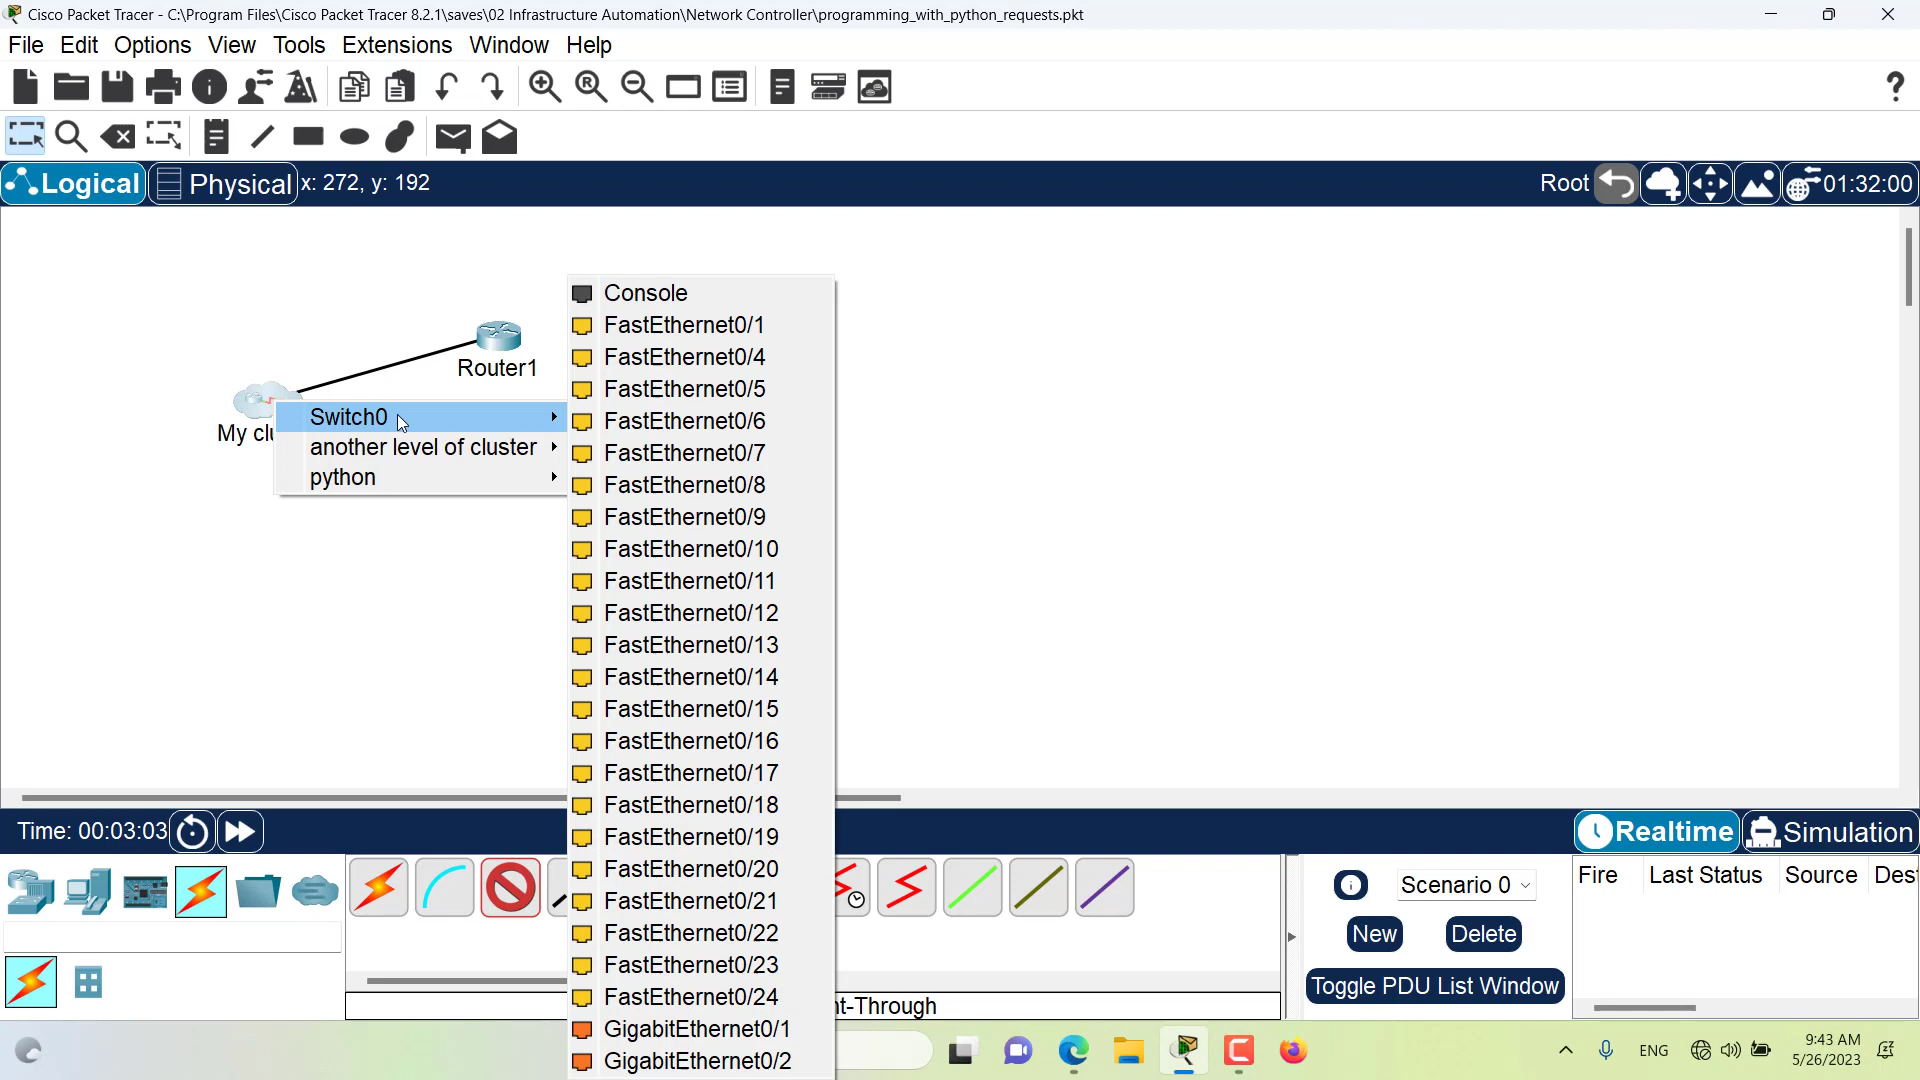 Cisco Packet Tracer - C:\Program Files\Cisco Packet Tracer 8.2.1\saves\02 Infrastructure Automation\Network Controller\programming_with_python_requests.pkt
File Edit Options View Tools Extensions Window Help
Logical Physical x: 272, y: 192 Root 01:32:00
Router1
My clu
Switch0
another level of cluster
python
Console
FastEthernet0/1
FastEthernet0/4
FastEthernet0/5
FastEthernet0/6
FastEthernet0/7
FastEthernet0/8
FastEthernet0/9
FastEthernet0/10
FastEthernet0/11
FastEthernet0/12
FastEthernet0/13
FastEthernet0/14
FastEthernet0/15
FastEthernet0/16
FastEthernet0/17
FastEthernet0/18
FastEthernet0/19
FastEthernet0/20
FastEthernet0/21
FastEthernet0/22
FastEthernet0/23
FastEthernet0/24
GigabitEthernet0/1
GigabitEthernet0/2
Time: 00:03:03 Realtime Simulation
Scenario 0
New Delete
Toggle PDU List Window
Fire Last Status Source Dest
t-Through
ENG
9:43 AM
5/26/2023